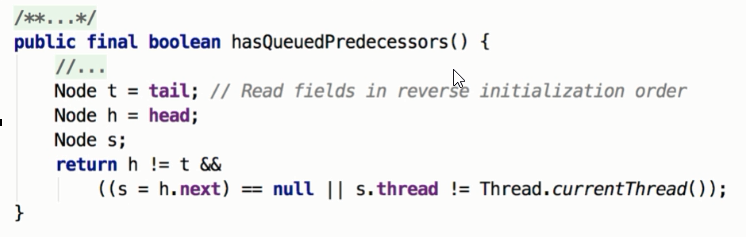 /**...*/
public final boolean hasQueuedPredecessors() {
//...
Node t = tail; // Read fields in reverse initialization order
Node h = head;
Node s;
return h != t &&
((s = h.next) == null || s.thread != Thread.currentThread());
}